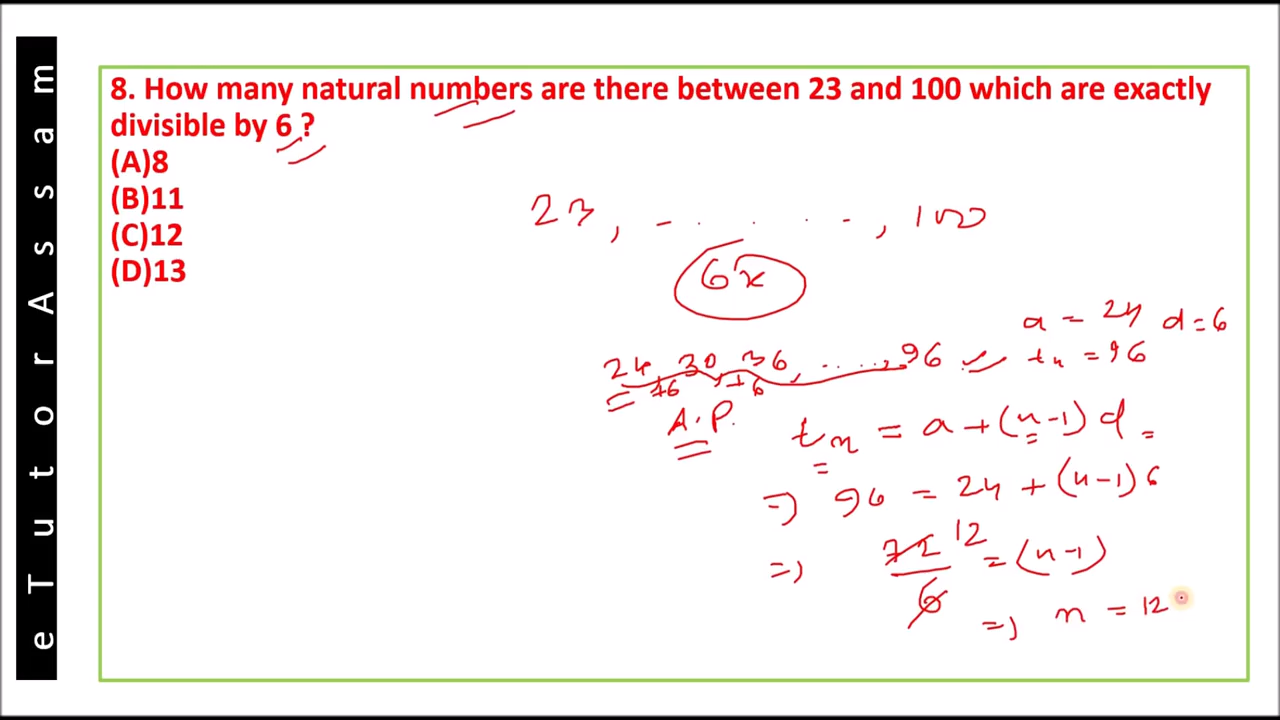 eTutorAssam
8. How many natural numbers are there between 23 and 100 which are exactly
divisible by 6 ?
(A)8
(B)11
(C)12
(D)13
23, - . . . -, 100
6x
24, 30, 36, ....., 96
+6 +6
A.P.
a = 24 d=6
tn = 96
tn = a+(n-1)d
=> 96 = 24 + (n-1)6
=> 72 12 = (n-1)
6
=> n = 12